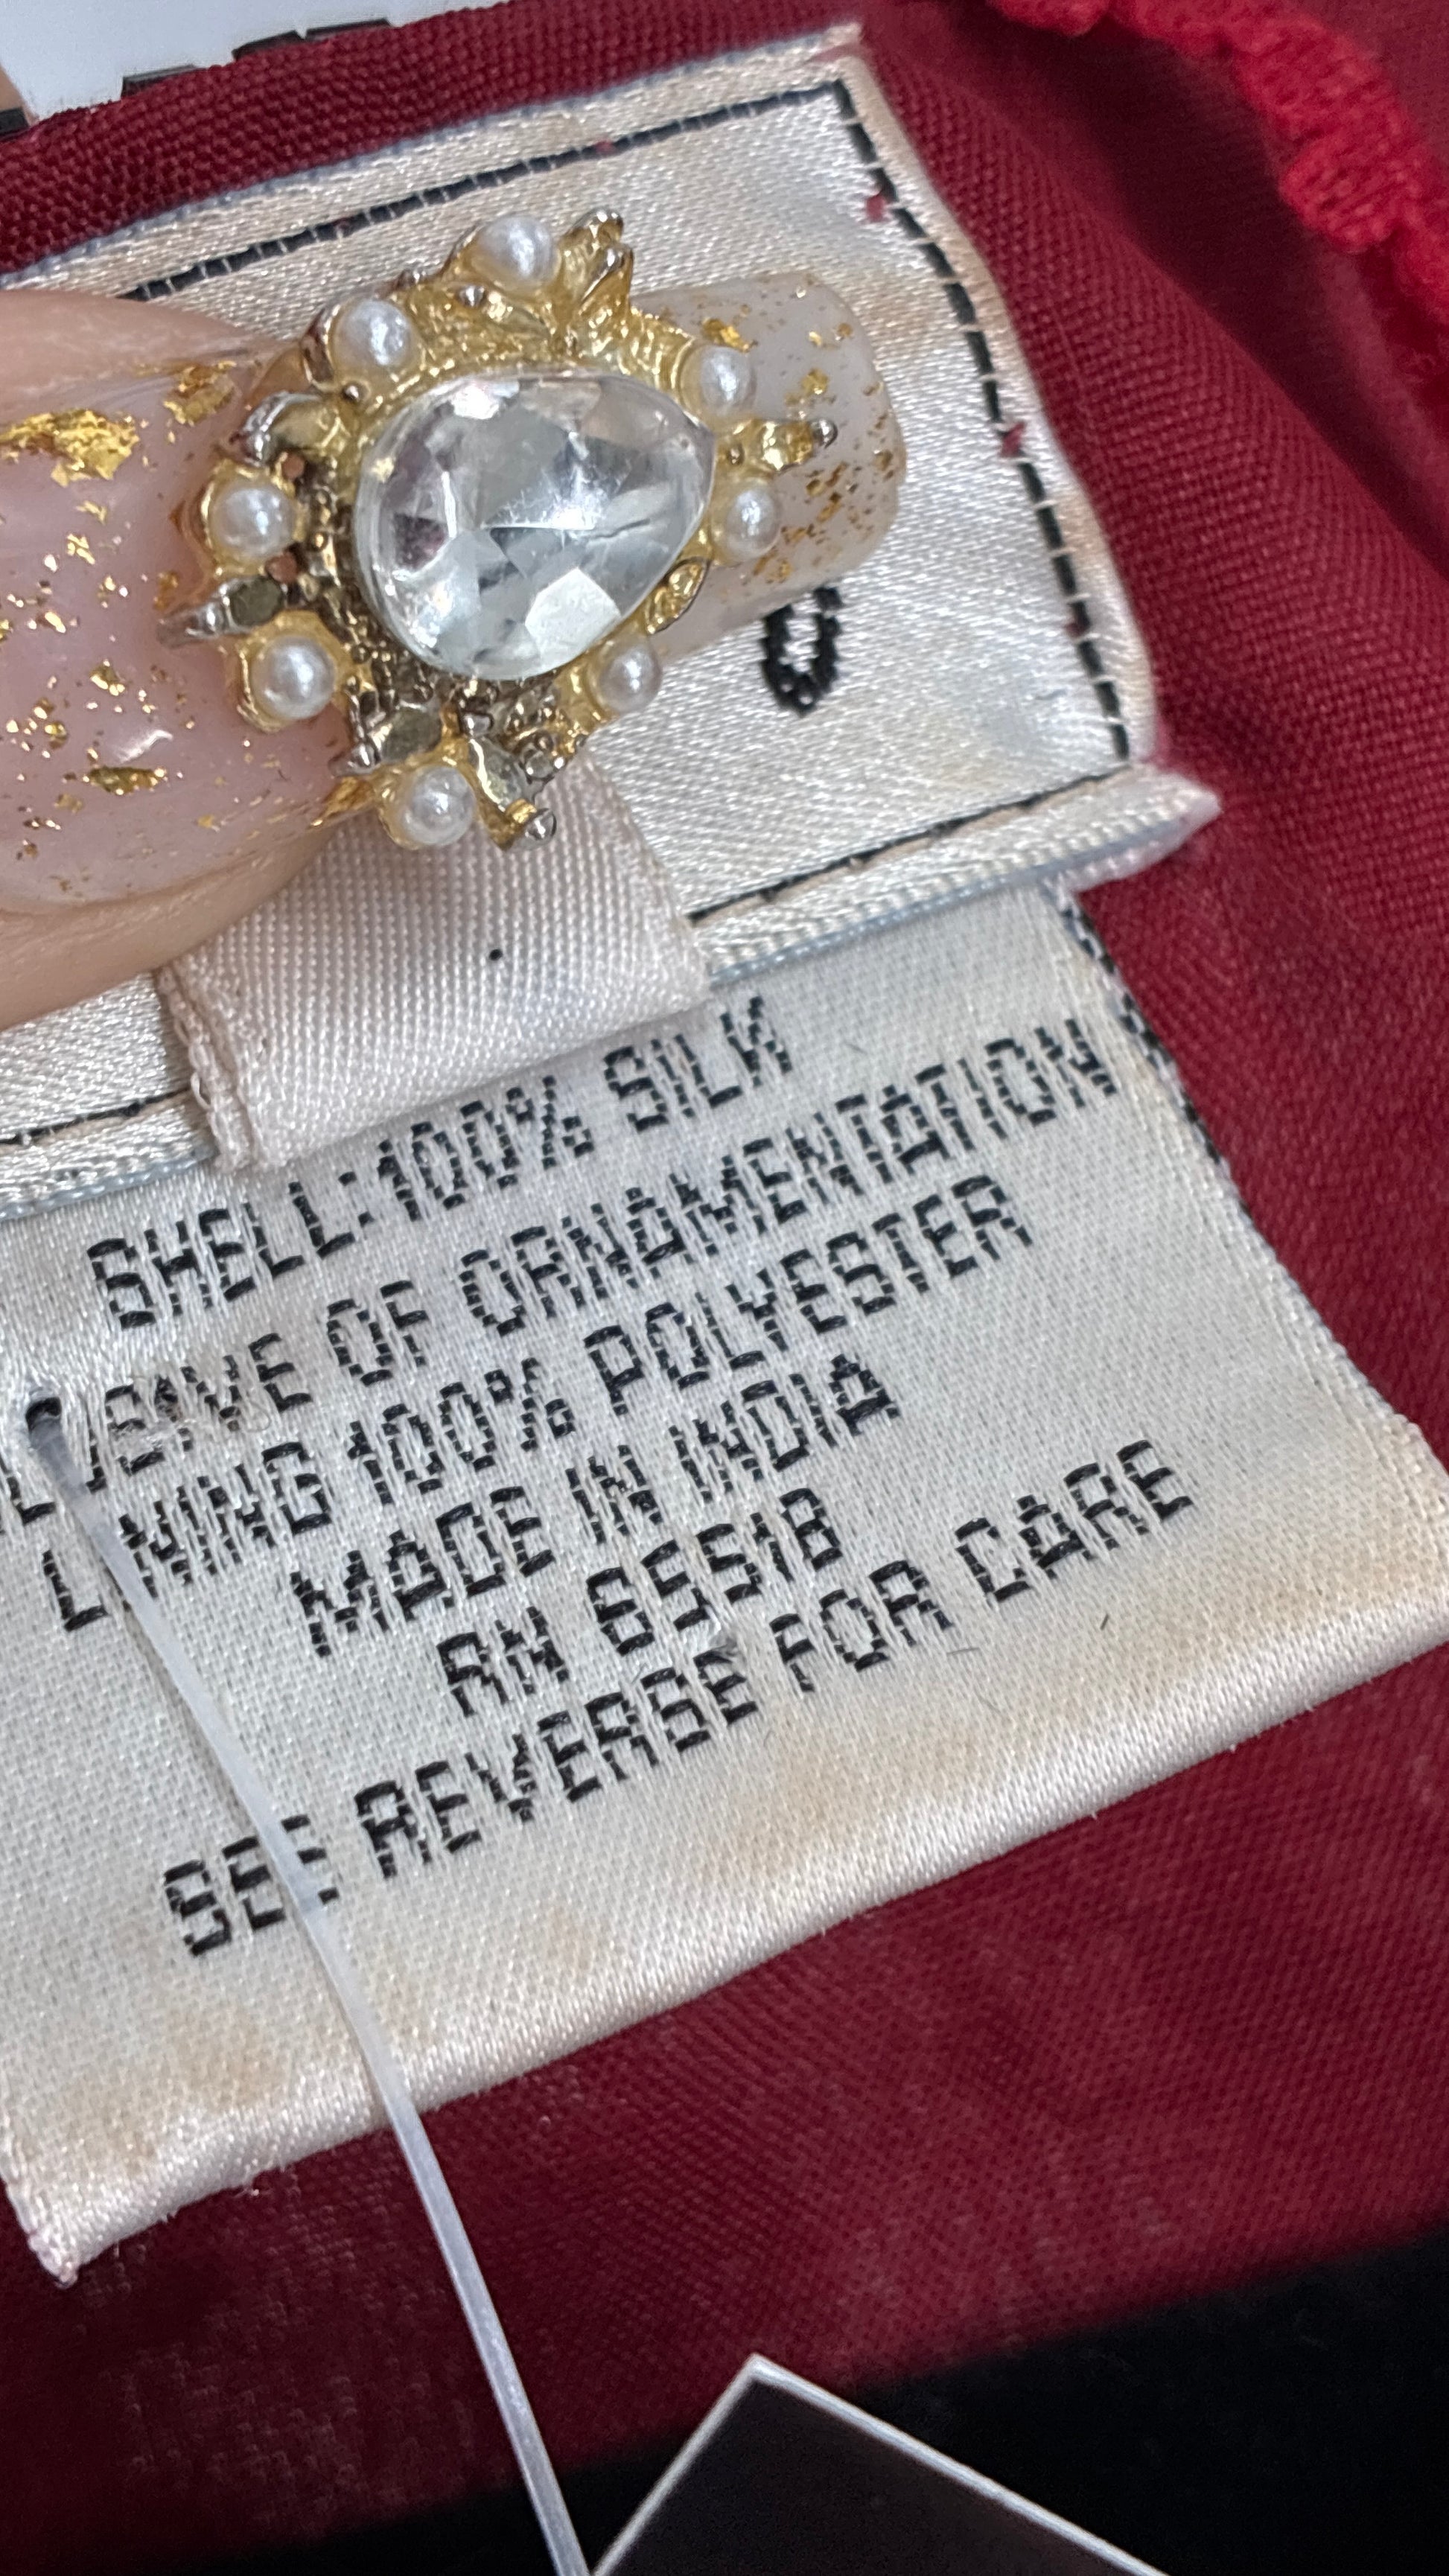 SHELL:100% SILK
EXCLUSIVE OF ORNAMENTATION
LINING 100% POLYESTER
MADE IN INDIA
RN 65518
SEE REVERSE FOR CARE